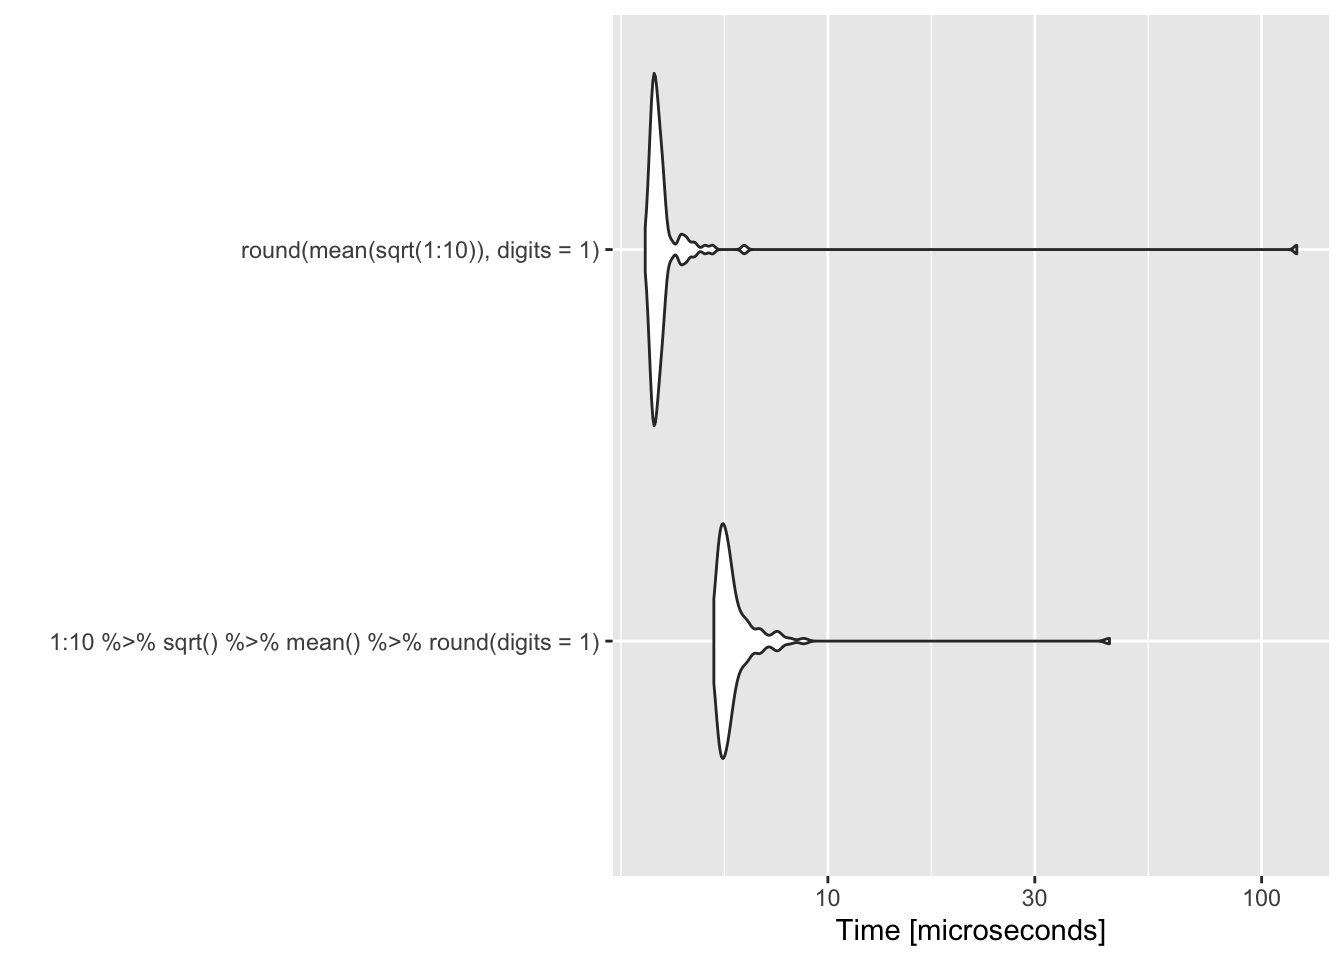 round(mean(sqrt(1:10)), digits = 1)
1:10 %>% sqrt() %>% mean() %>% round(digits = 1)
10 30 100
Time [microseconds]